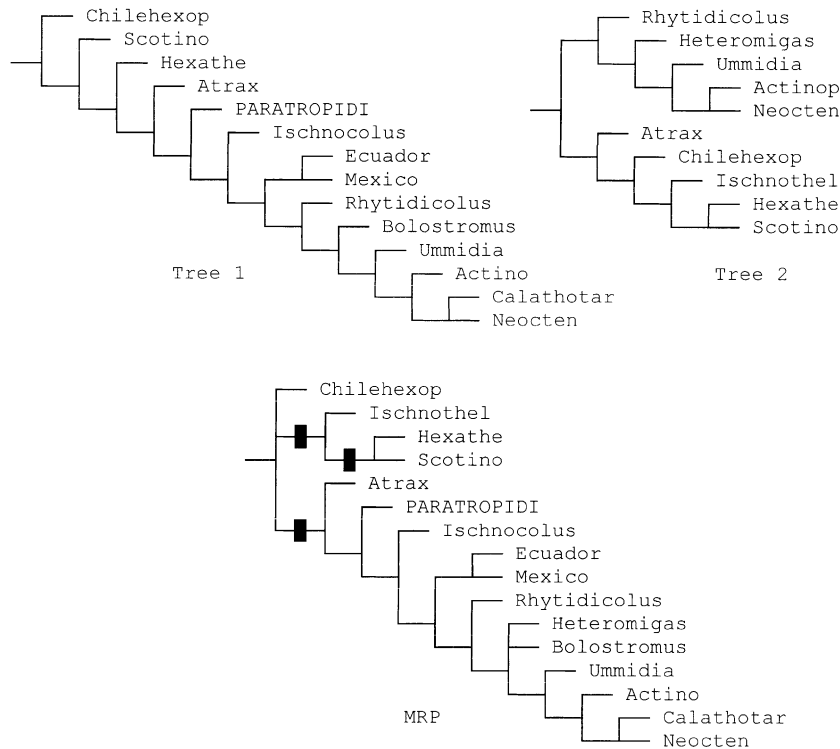 Chilehexop
Scotino
Hexathe
Atrax
PARATROPIDI
Ischnocolus
Ecuador
Mexico
Rhytidicolus
Bolostromus
Ummidia
Actino
Calathotar
Neocten
Tree 1
Rhytidicolus
Heteromigas
Ummidia
Actinop
Neocten
Atrax
Chilehexop
Ischnothel
Hexathe
Scotino
Tree 2
Chilehexop
Ischnothel
Hexathe
Scotino
Atrax
PARATROPIDI
Ischnocolus
Ecuador
Mexico
Rhytidicolus
Heteromigas
Bolostromus
Ummidia
Actino
Calathotar
Neocten
MRP